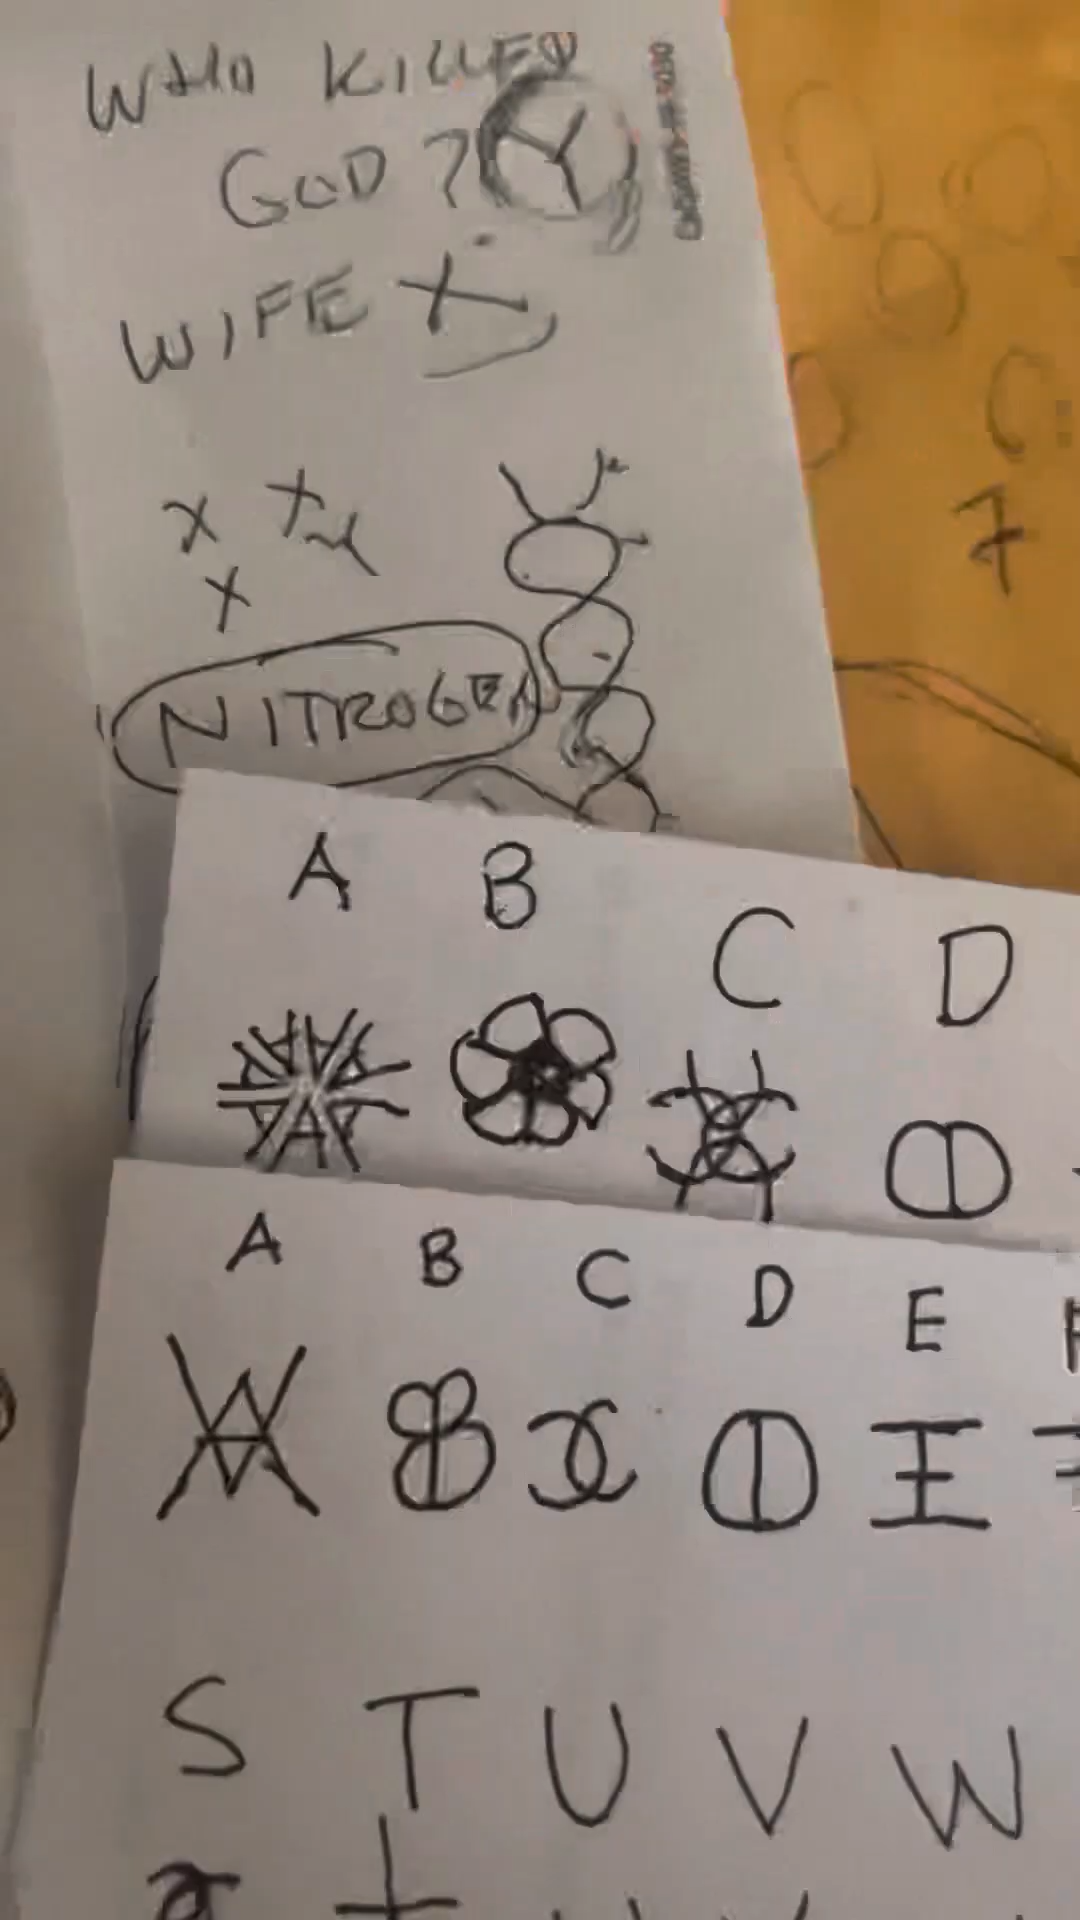 WHO KILLED
GOD?
WIFE X
X X
X
NITROGEN
7
A B C D
A B C D E
S T U V W